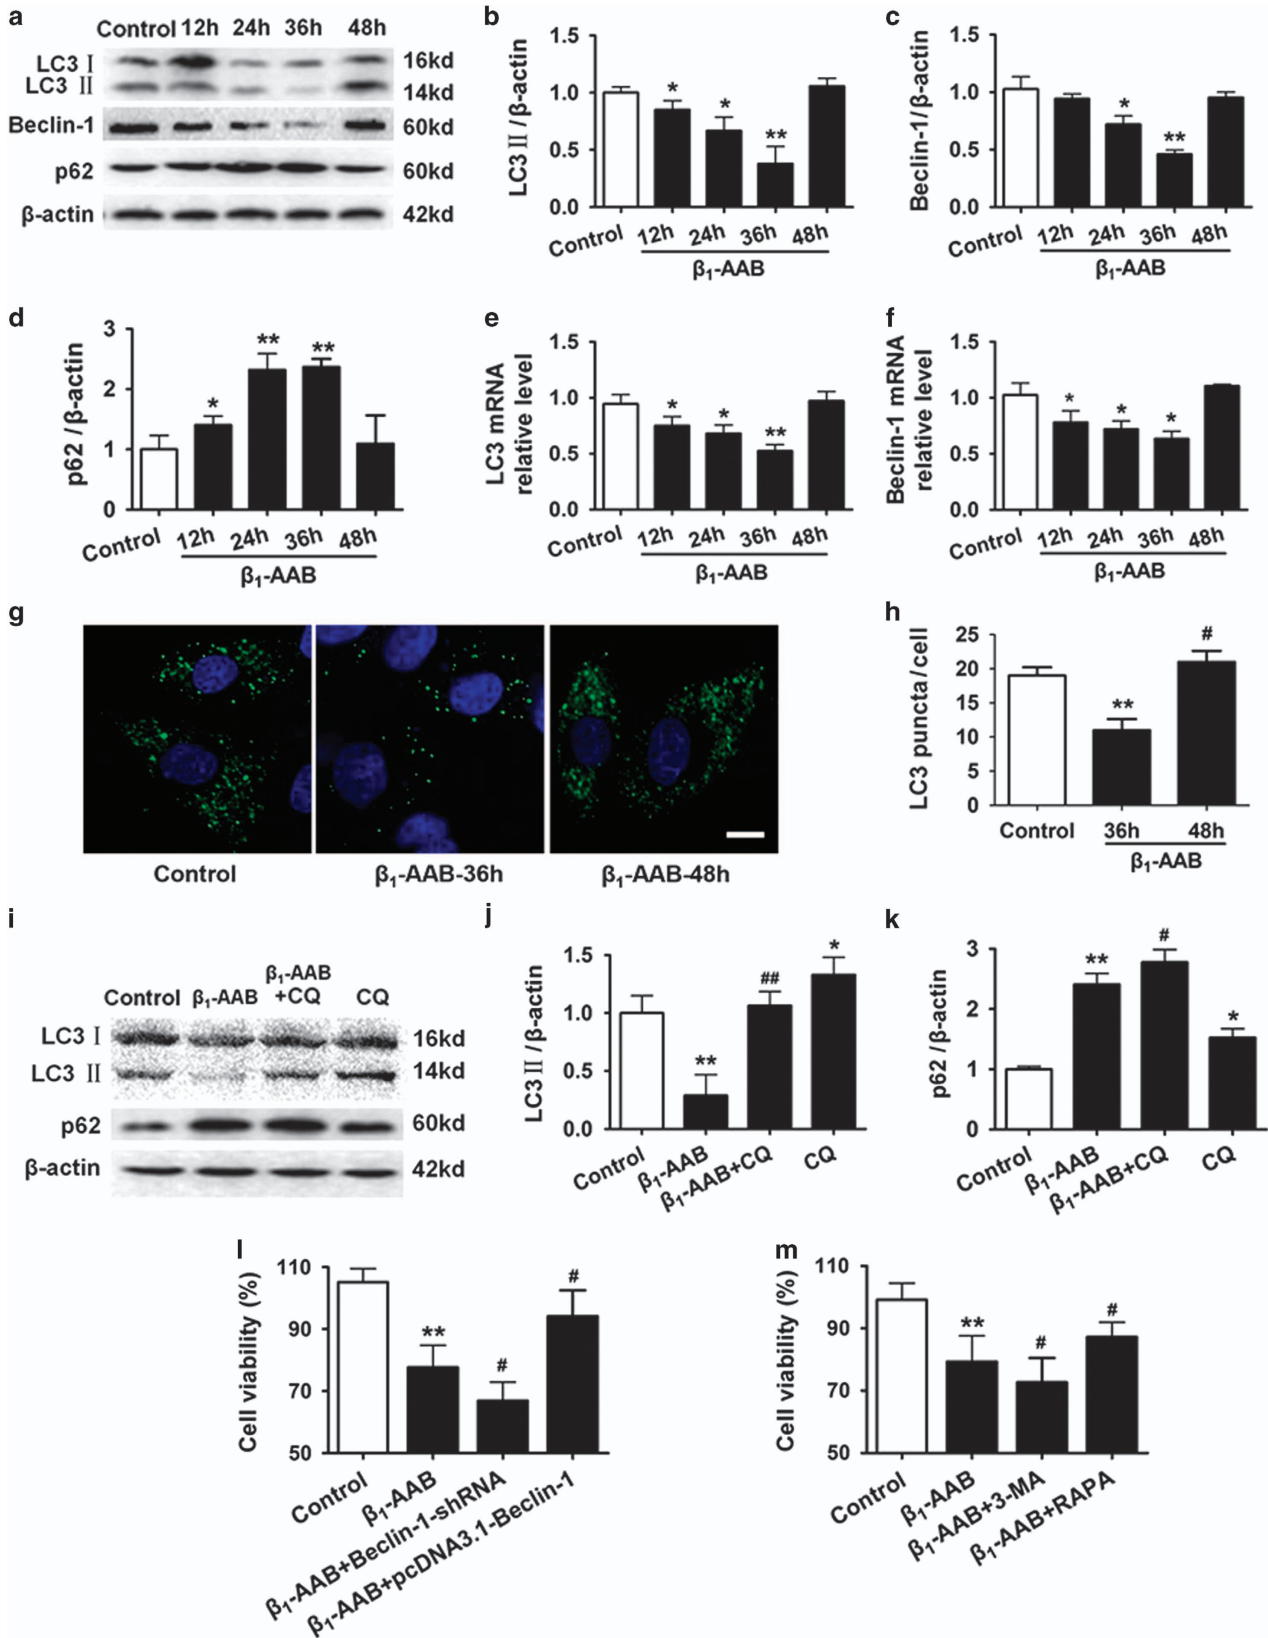 a
Control 12h 24h 36h 48h
LC3 Ⅰ 16kd
LC3 Ⅱ 14kd
Beclin-1 60kd
p62 60kd
β-actin 42kd
b
LC3 Ⅱ / β-actin
1.5
1.0
0.5
0.0
* * **
Control 12h 24h 36h 48h
β1-AAB
c
Beclin-1/β-actin
1.5
1.0
0.5
0.0
* **
Control 12h 24h 36h 48h
β1-AAB
d
p62 / β-actin
3
2
1
0
* ** **
Control 12h 24h 36h 48h
β1-AAB
e
LC3 mRNA
relative level
1.5
1.0
0.5
0.0
* * **
Control 12h 24h 36h 48h
β1-AAB
f
Beclin-1 mRNA
relative level
1.5
1.0
0.5
0.0
* * *
Control 12h 24h 36h 48h
β1-AAB
g
Control β1-AAB-36h β1-AAB-48h
h
LC3 puncta / cell
25
20
15
10
5
0
** #
Control 36h 48h
β1-AAB
i
Control β1-AAB β1-AAB
+CQ CQ
LC3 Ⅰ 16kd
LC3 Ⅱ 14kd
p62 60kd
β-actin 42kd
j
LC3 Ⅱ / β-actin
1.5
1.0
0.5
0.0
** ## *
Control β1-AAB β1-AAB+CQ CQ
k
p62 / β-actin
3
2
1
0
** # *
Control β1-AAB β1-AAB+CQ CQ
l
Cell viability (%)
110
90
70
50
** # #
Control
β1-AAB
β1-AAB+Beclin-1-shRNA
β1-AAB+pcDNA3.1-Beclin-1
m
Cell viability (%)
110
90
70
50
** # #
Control
β1-AAB
β1-AAB+3-MA
β1-AAB+RAPA